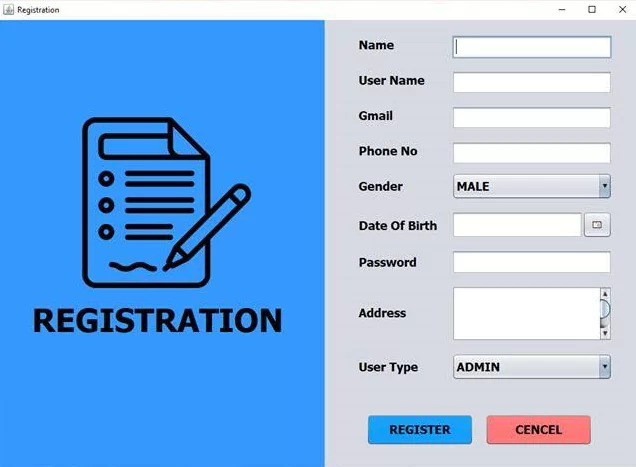 Registration
Name
User Name
Gmail
Phone No
Gender MALE
Date Of Birth
Password
Address
User Type ADMIN
REGISTRATION
REGISTER CENCEL